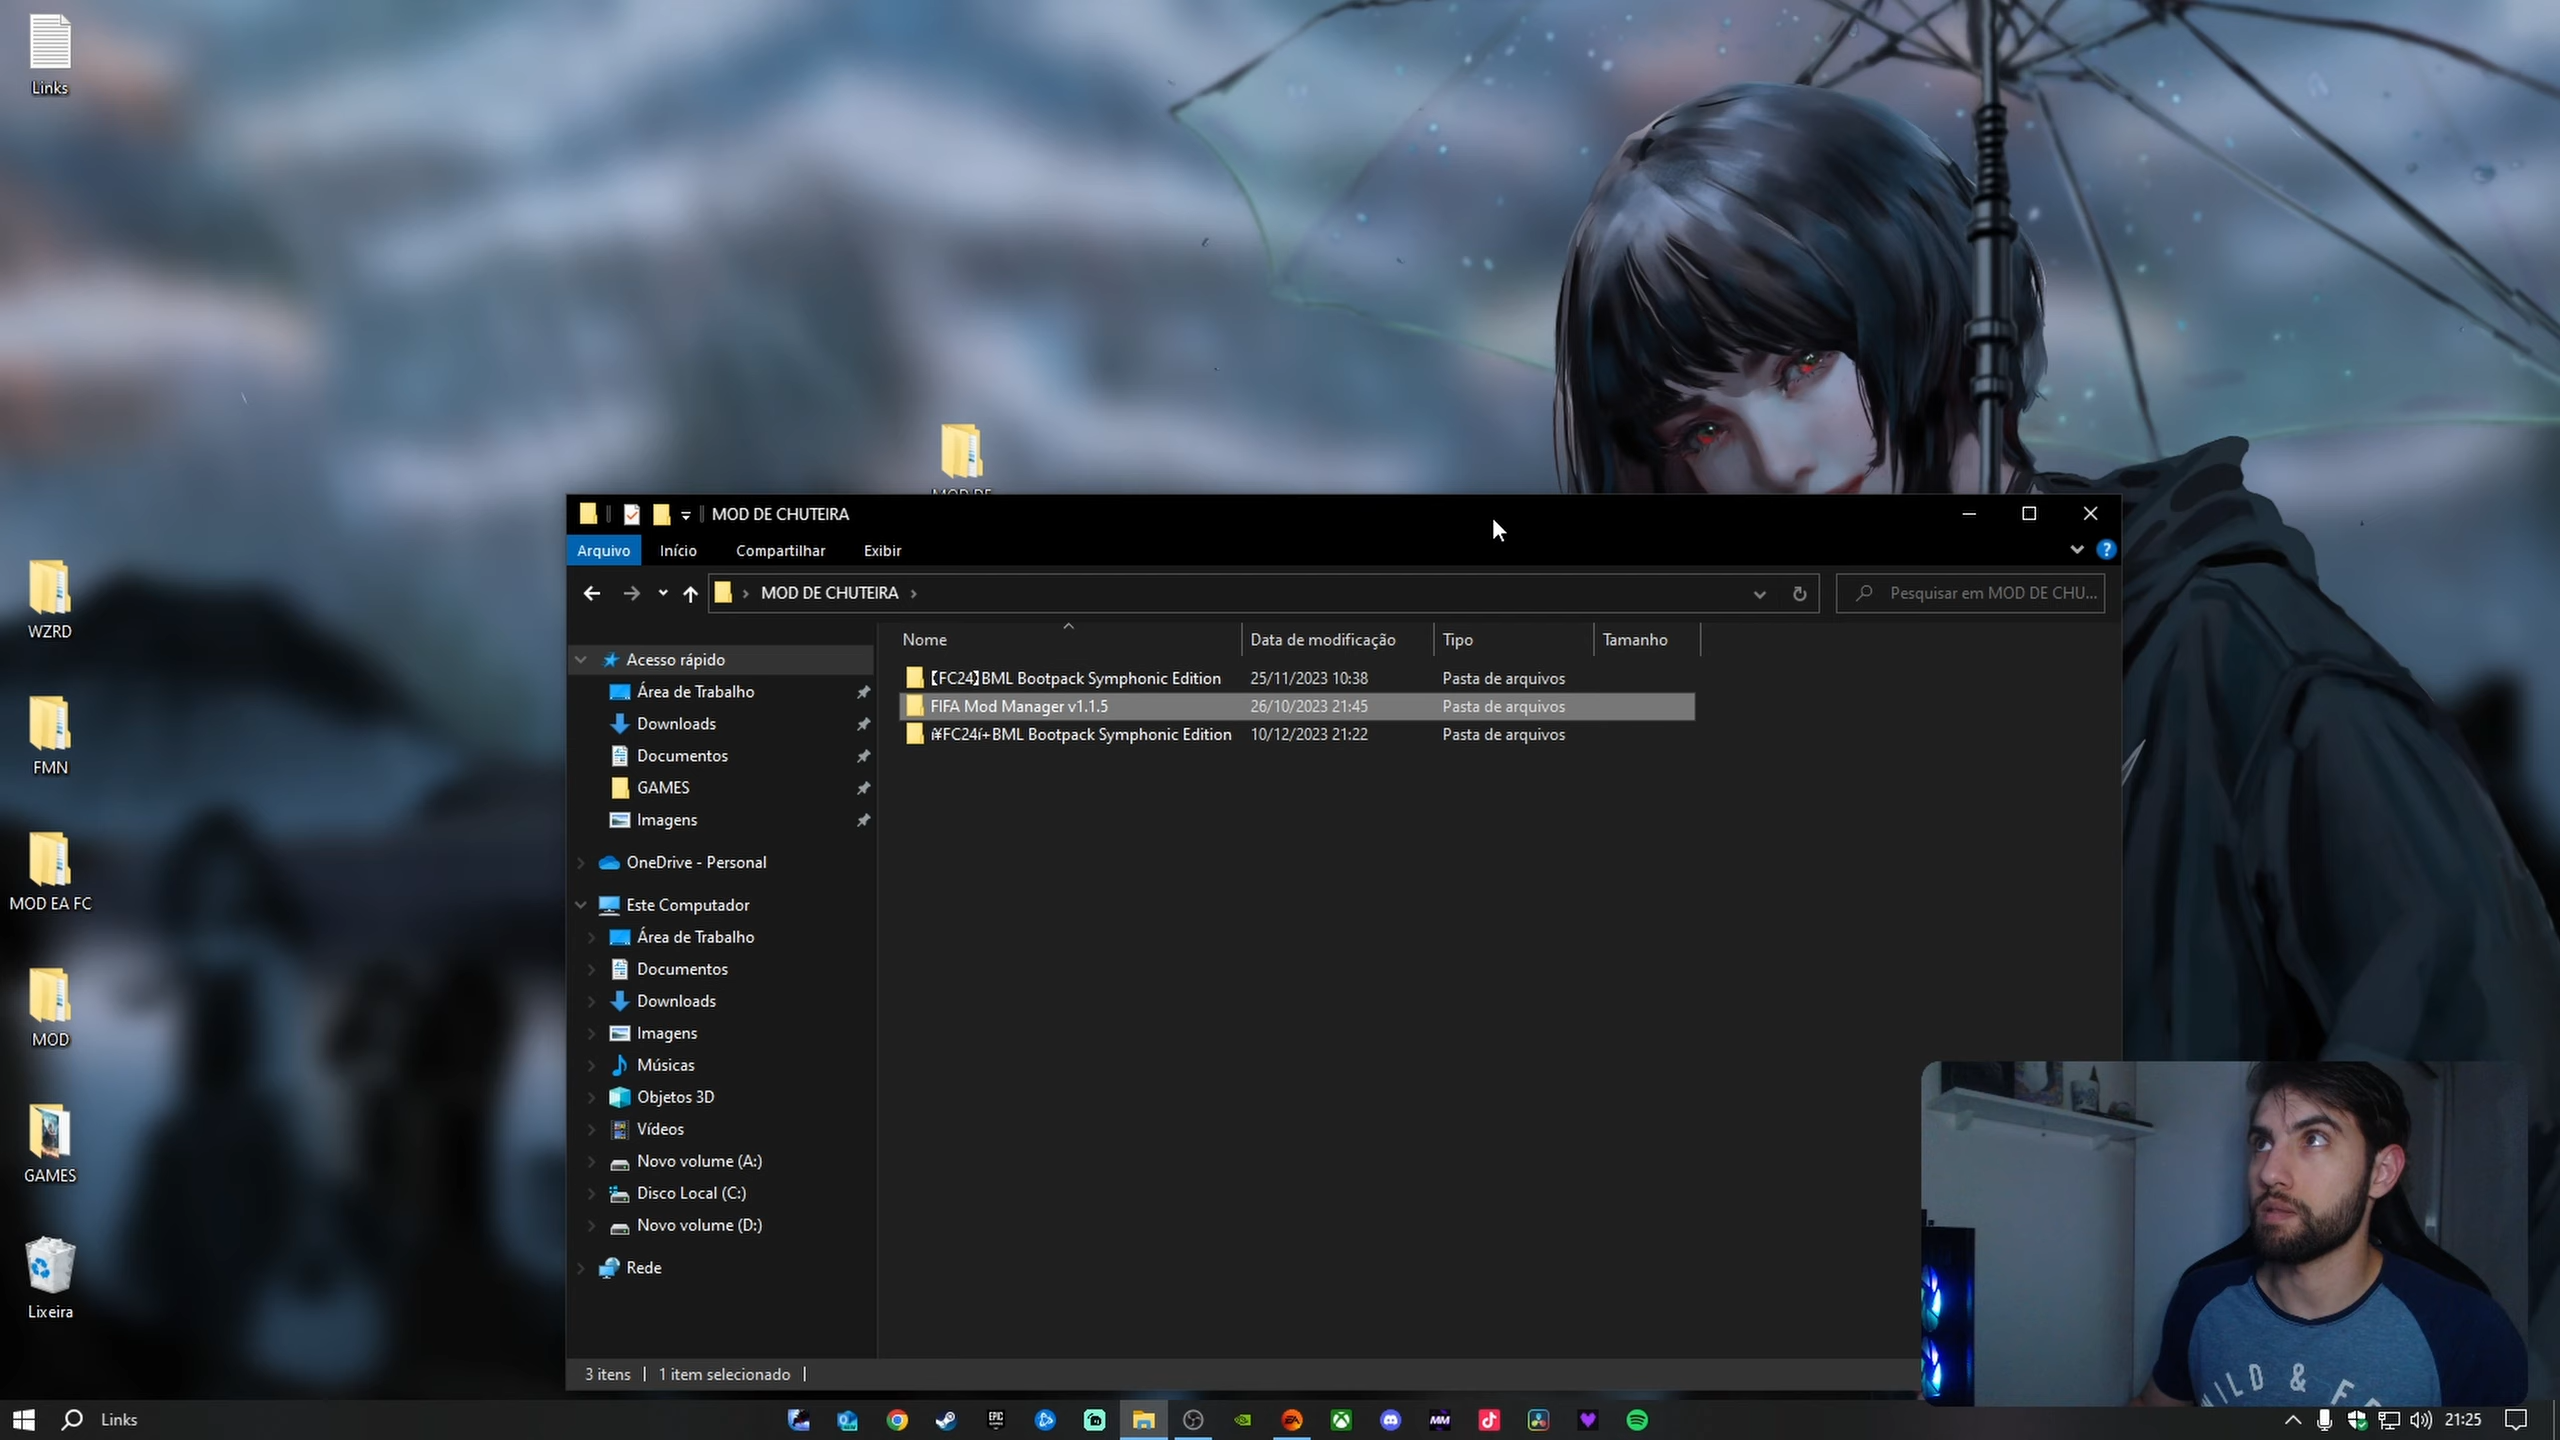 Links
MOD DE CHUTEIRA
Arquivo
Início
Compartilhar
Exibir
MOD DE CHUTEIRA
Pesquisar em MOD DE CHU...
Nome
Data de modificação
Tipo
Tamanho
【FC24】BML Bootpack Symphonic Edition 25/11/2023 10:38 Pasta de arquivos
FIFA Mod Manager v1.1.5 26/10/2023 21:45 Pasta de arquivos
í¥FC24í+BML Bootpack Symphonic Edition 10/12/2023 21:22 Pasta de arquivos
Acesso rápido
Área de Trabalho
Downloads
Documentos
GAMES
Imagens
OneDrive - Personal
Este Computador
Área de Trabalho
Documentos
Downloads
Imagens
Músicas
Objetos 3D
Vídeos
Novo volume (A:)
Disco Local (C:)
Novo volume (D:)
Rede
3 itens
1 item selecionado
WZRD
FMN
MOD EA FC
MOD
GAMES
Lixeira
Links
EPIC
EA
MM
21:25